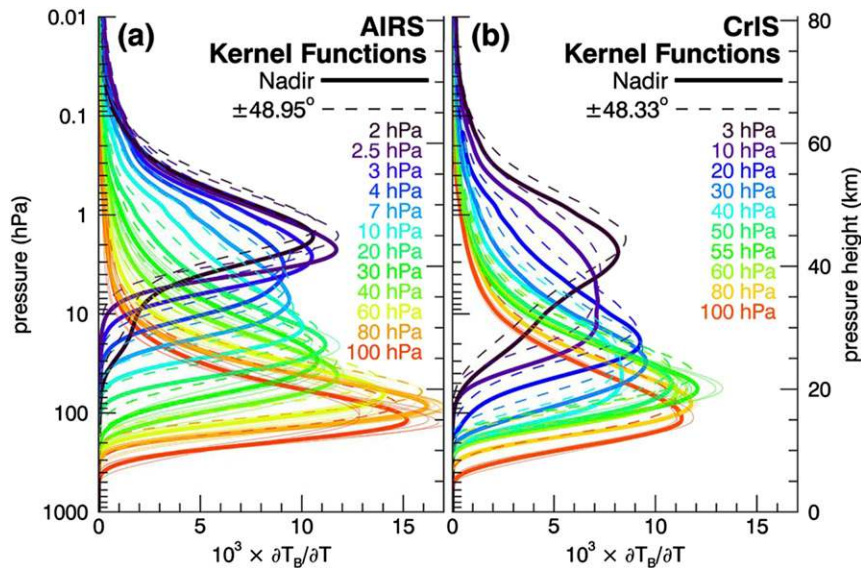 (a) AIRS
Kernel Functions
Nadir
±48.95°
2 hPa
2.5 hPa
3 hPa
4 hPa
7 hPa
10 hPa
20 hPa
30 hPa
40 hPa
60 hPa
80 hPa
100 hPa
0.01
0.1
1
10
100
1000
pressure (hPa)
0 5 10 15
10³ × ∂T_B/∂T
(b) CrIS
Kernel Functions
Nadir
±48.33°
3 hPa
10 hPa
20 hPa
30 hPa
40 hPa
50 hPa
55 hPa
60 hPa
80 hPa
100 hPa
80
60
40
20
0
pressure height (km)
0 5 10 15
10³ × ∂T_B/∂T